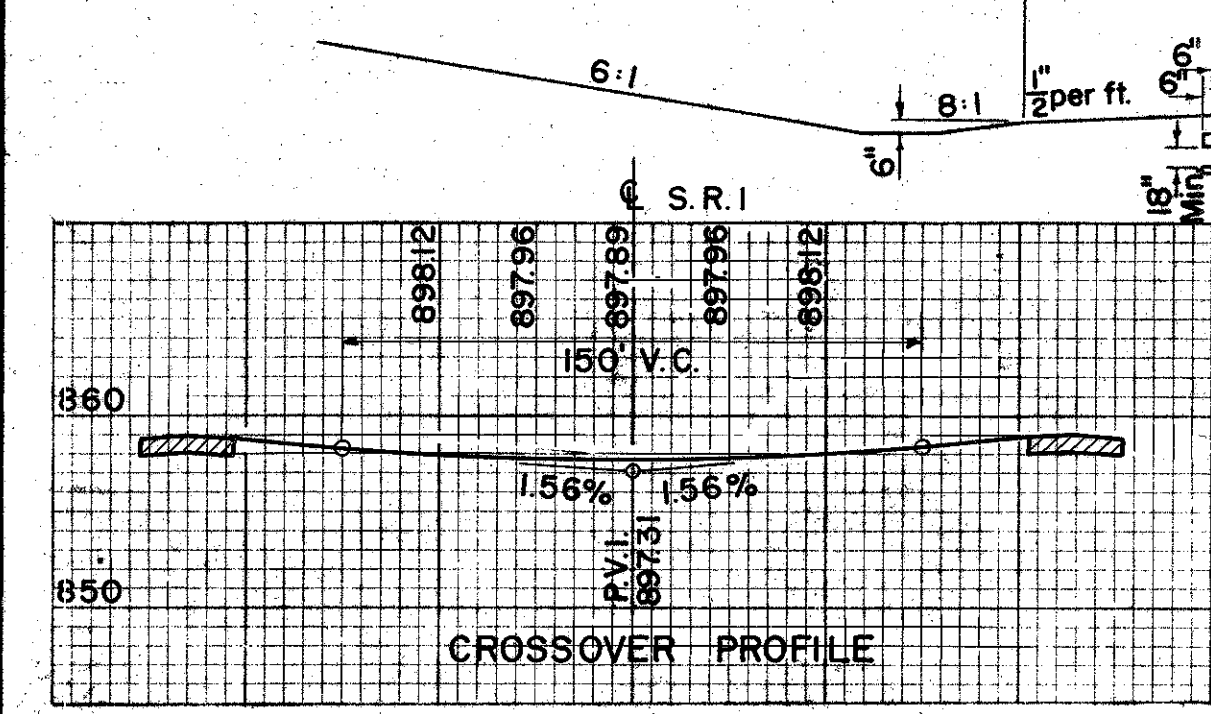 6:1
8:1
1/2" per ft.
6"
6"
6"
18" Min.
℄ S.R.1
898.12
897.96
897.89
897.96
898.12
150' V.C.
860
1.56%
1.56%
P.V.I.
897.31
850
CROSSOVER PROFILE